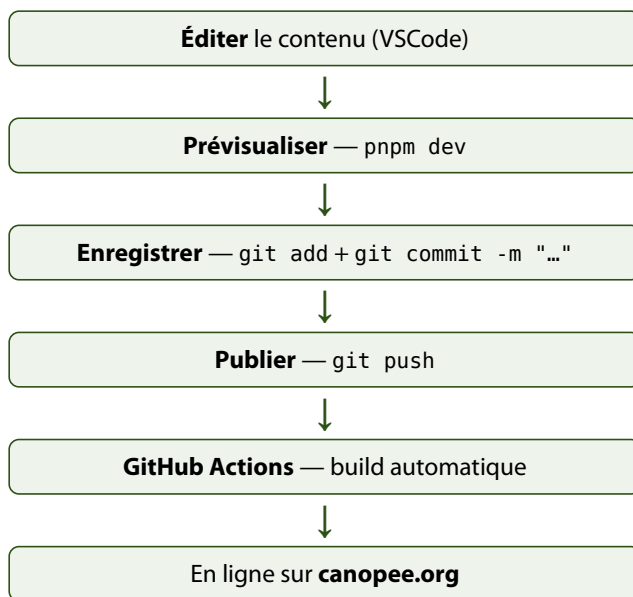 Éditer le contenu (VSCode)
Prévisualiser — pnpm dev
Enregistrer — git add + git commit -m "…"
Publier — git push
GitHub Actions — build automatique
En ligne sur canopee.org